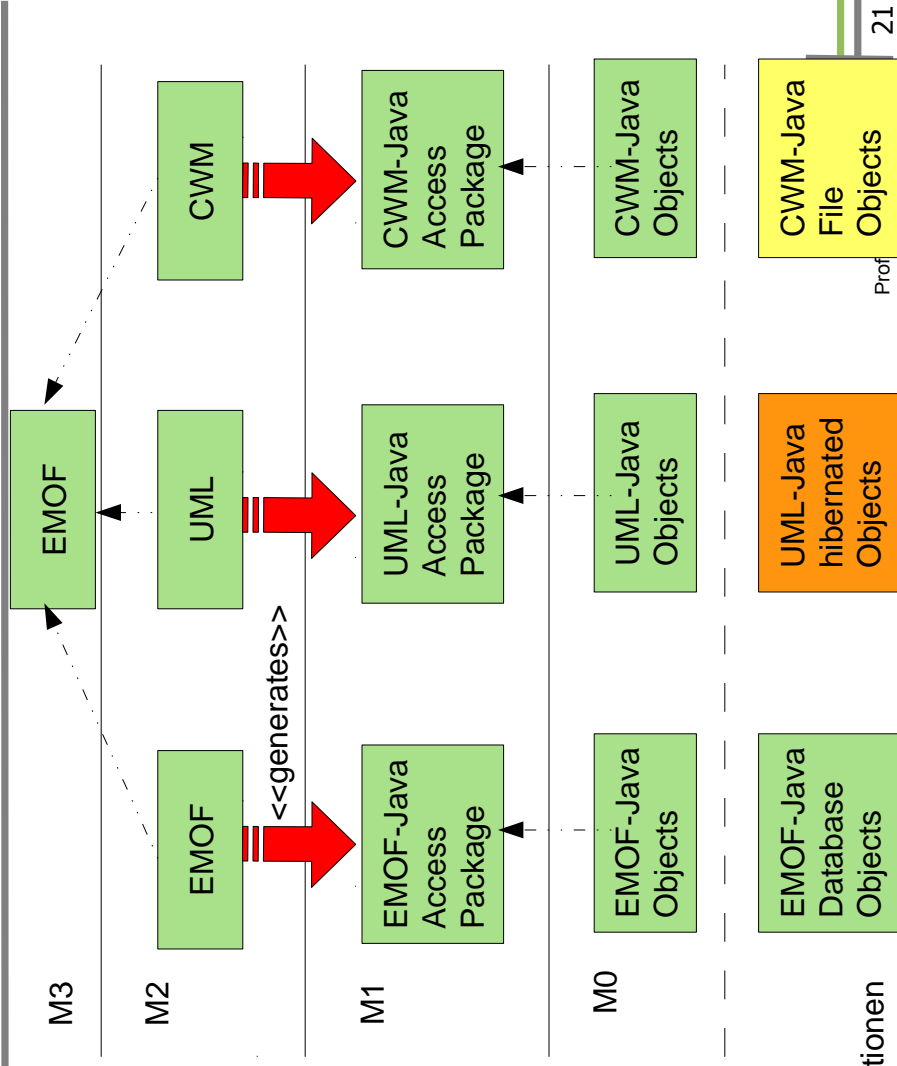 M3
EMOF
M2
EMOF
UML
CWM
<<generates>>
M1
EMOF-Java
Access
Package
UML-Java
Access
Package
CWM-Java
Access
Package
M0
EMOF-Java
Objects
UML-Java
Objects
CWM-Java
Objects
EMOF-Java
Database
Objects
UML-Java
hibernated
Objects
CWM-Java
File
Objects
tionen
Prof
21